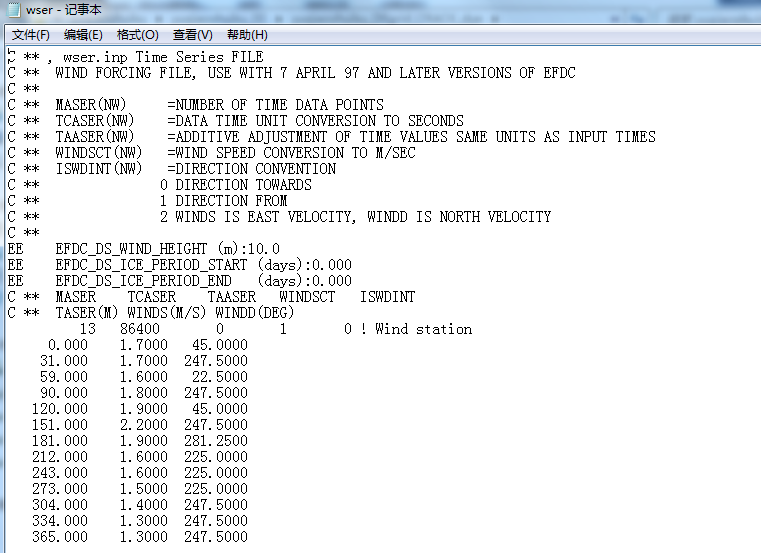 wser - 记事本
文件(F) 编辑(E) 格式(O) 查看(V) 帮助(H)
C ** , wser.inp Time Series FILE
C **  WIND FORCING FILE, USE WITH 7 APRIL 97 AND LATER VERSIONS OF EFDC
C **
C **  MASER(NW)     =NUMBER OF TIME DATA POINTS
C **  TCASER(NW)    =DATA TIME UNIT CONVERSION TO SECONDS
C **  TAASER(NW)    =ADDITIVE ADJUSTMENT OF TIME VALUES SAME UNITS AS INPUT TIMES
C **  WINDSCT(NW)   =WIND SPEED CONVERSION TO M/SEC
C **  ISWDINT(NW)   =DIRECTION CONVENTION
C **               0 DIRECTION TOWARDS
C **               1 DIRECTION FROM
C **               2 WINDS IS EAST VELOCITY, WINDD IS NORTH VELOCITY
C **
EE    EFDC_DS_WIND_HEIGHT (m):10.0
EE    EFDC_DS_ICE_PERIOD_START (days):0.000
EE    EFDC_DS_ICE_PERIOD_END   (days):0.000
C **  MASER    TCASER    TAASER   WINDSCT   ISWDINT
C **  TASER(M) WINDS(M/S) WINDD(DEG)
         13   86400       0       1       0 ! Wind station
     0.000    1.7000   45.0000
    31.000    1.7000  247.5000
    59.000    1.6000   22.5000
    90.000    1.8000  247.5000
   120.000    1.9000   45.0000
   151.000    2.2000  247.5000
   181.000    1.9000  281.2500
   212.000    1.6000  225.0000
   243.000    1.6000  225.0000
   273.000    1.5000  225.0000
   304.000    1.4000  247.5000
   334.000    1.3000  247.5000
   365.000    1.3000  247.5000